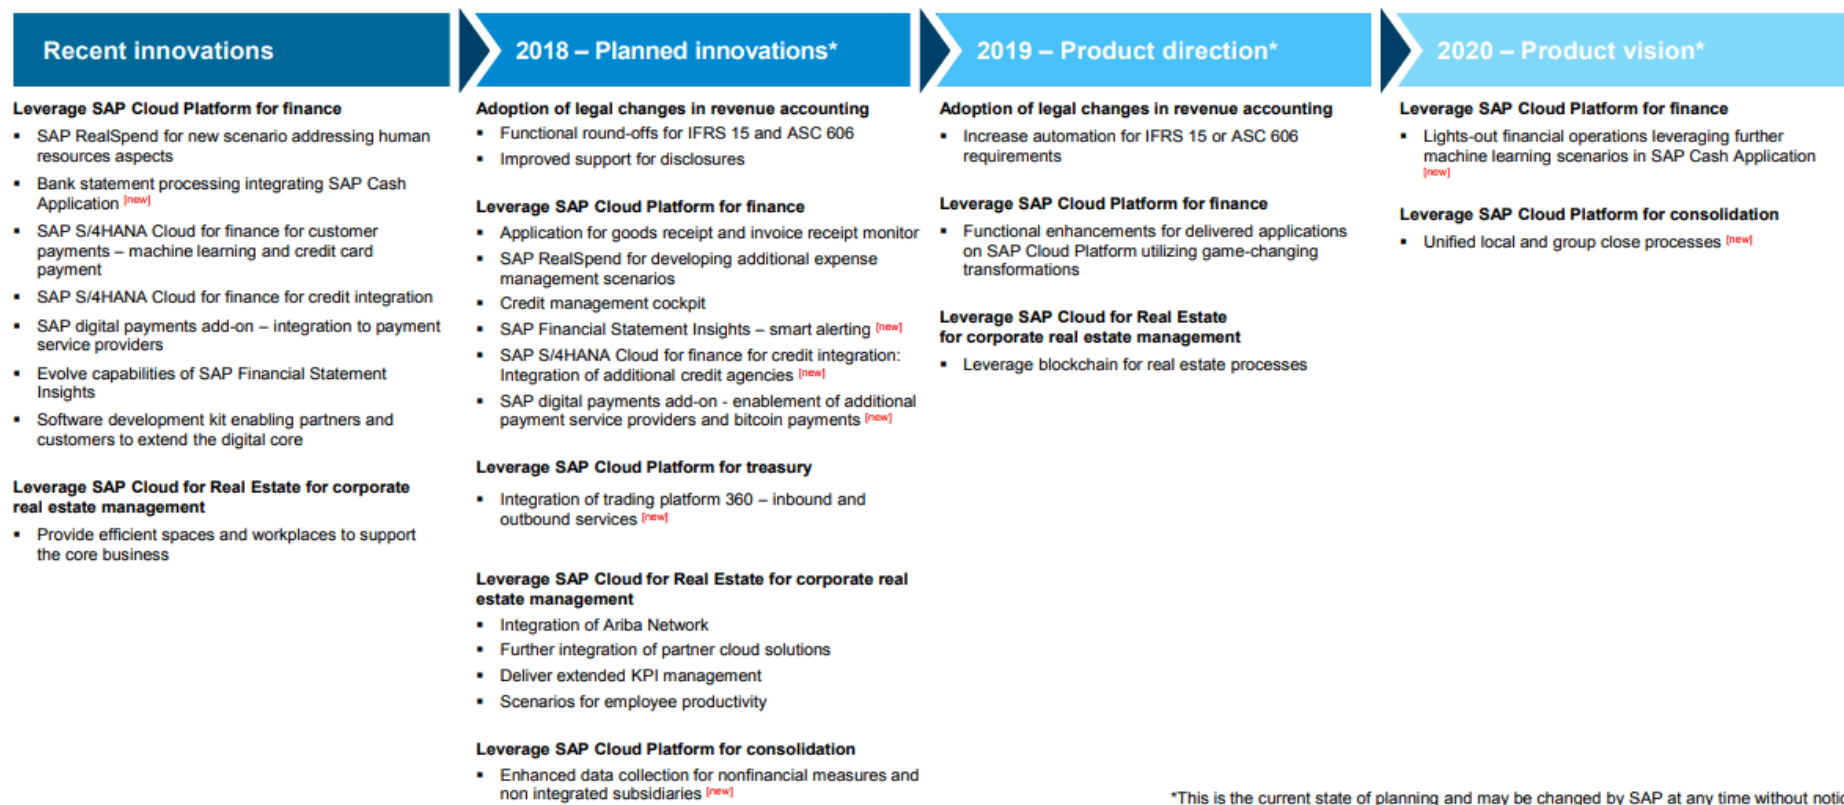 Recent innovations
Leverage SAP Cloud Platform for finance
▪ SAP RealSpend for new scenario addressing human
resources aspects
▪ Bank statement processing integrating SAP Cash
Application [new]
▪ SAP S/4HANA Cloud for finance for customer
payments – machine learning and credit card
payment
▪ SAP S/4HANA Cloud for finance for credit integration
▪ SAP digital payments add-on – integration to payment
service providers
▪ Evolve capabilities of SAP Financial Statement
Insights
▪ Software development kit enabling partners and
customers to extend the digital core
Leverage SAP Cloud for Real Estate for corporate
real estate management
▪ Provide efficient spaces and workplaces to support
the core business
2018 – Planned innovations*
Adoption of legal changes in revenue accounting
▪ Functional round-offs for IFRS 15 and ASC 606
▪ Improved support for disclosures
Leverage SAP Cloud Platform for finance
▪ Application for goods receipt and invoice receipt monitor
▪ SAP RealSpend for developing additional expense
management scenarios
▪ Credit management cockpit
▪ SAP Financial Statement Insights – smart alerting [new]
▪ SAP S/4HANA Cloud for finance for credit integration:
Integration of additional credit agencies [new]
▪ SAP digital payments add-on - enablement of additional
payment service providers and bitcoin payments [new]
Leverage SAP Cloud Platform for treasury
▪ Integration of trading platform 360 – inbound and
outbound services [new]
Leverage SAP Cloud for Real Estate for corporate real
estate management
▪ Integration of Ariba Network
▪ Further integration of partner cloud solutions
▪ Deliver extended KPI management
▪ Scenarios for employee productivity
Leverage SAP Cloud Platform for consolidation
▪ Enhanced data collection for nonfinancial measures and
non integrated subsidiaries [new]
2019 – Product direction*
Adoption of legal changes in revenue accounting
▪ Increase automation for IFRS 15 or ASC 606
requirements
Leverage SAP Cloud Platform for finance
▪ Functional enhancements for delivered applications
on SAP Cloud Platform utilizing game-changing
transformations
Leverage SAP Cloud for Real Estate
for corporate real estate management
▪ Leverage blockchain for real estate processes
2020 – Product vision*
Leverage SAP Cloud Platform for finance
▪ Lights-out financial operations leveraging further
machine learning scenarios in SAP Cash Application
[new]
Leverage SAP Cloud Platform for consolidation
▪ Unified local and group close processes [new]
*This is the current state of planning and may be changed by SAP at any time without notic